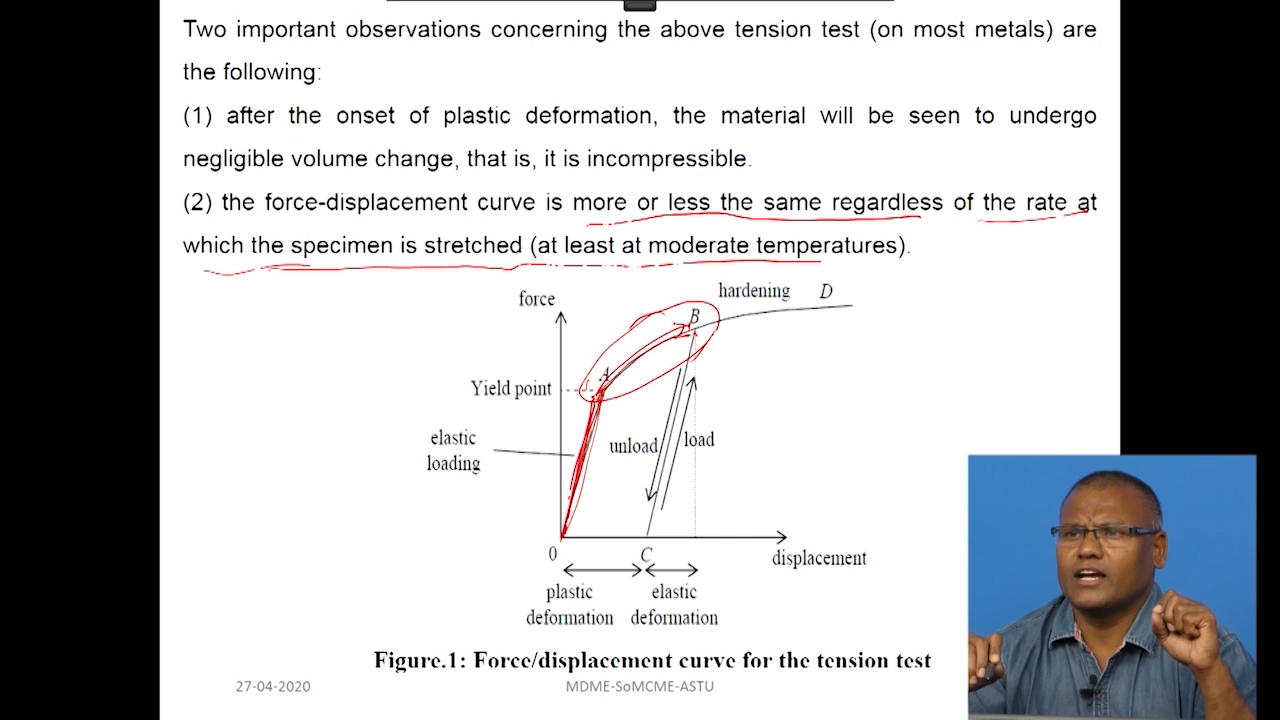 Two important observations concerning the above tension test (on most metals) are
the following:
(1) after the onset of plastic deformation, the material will be seen to undergo
negligible volume change, that is, it is incompressible.
(2) the force-displacement curve is more or less the same regardless of the rate at
which the specimen is stretched (at least at moderate temperatures).
force
hardening D
B
A
Yield point
elastic
loading
unload
load
0
C
displacement
plastic
deformation
elastic
deformation
Figure.1: Force/displacement curve for the tension test
27-04-2020
MDME-SoMCME-ASTU